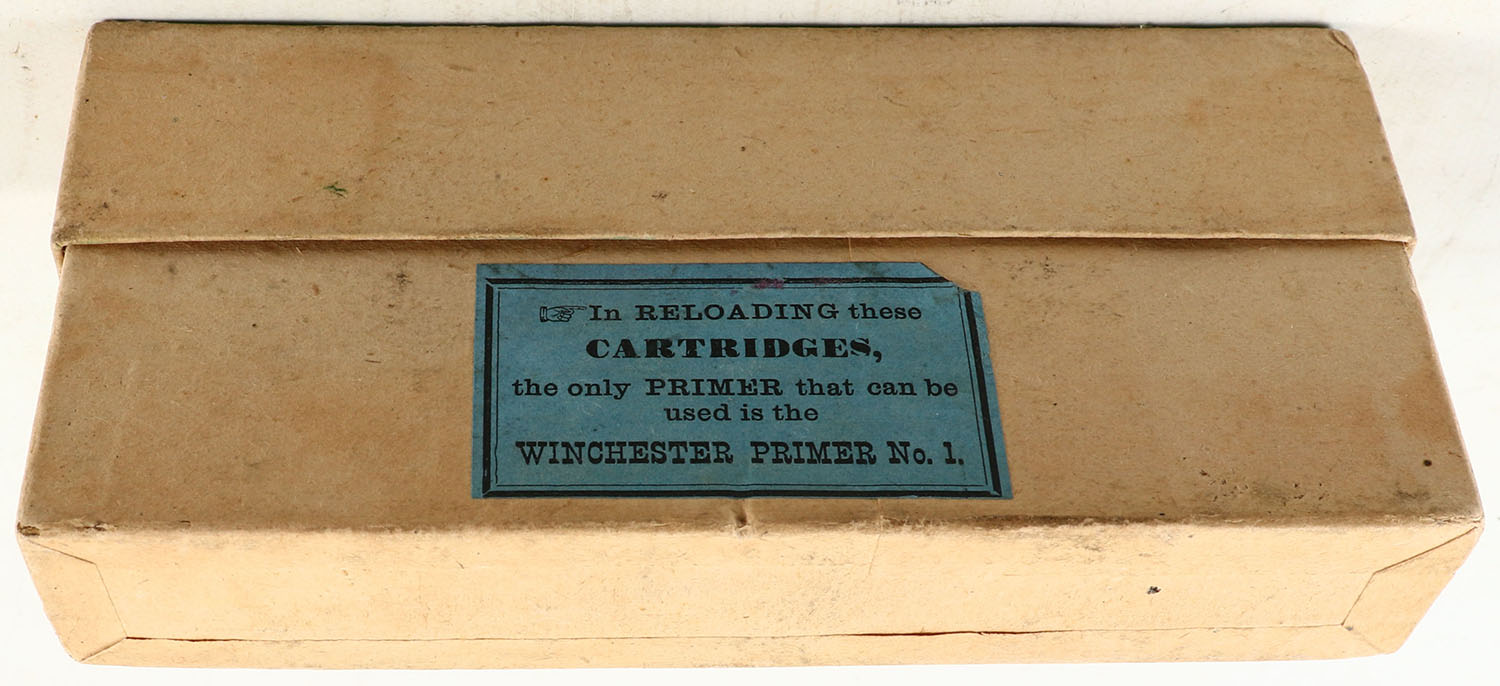 ☞In RELOADING these
CARTRIDGES,
the only PRIMER that can be
used is the
WINCHESTER PRIMER No. 1.